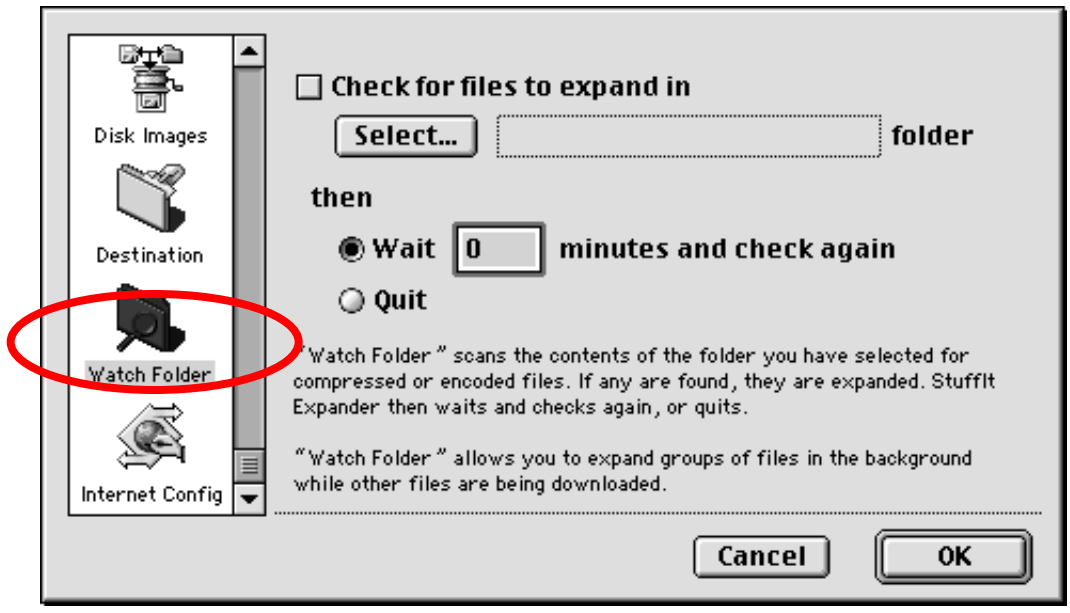 Disk Images
Destination
Watch Folder
Internet Config
Check for files to expand in
Select...
folder
then
Wait 0 minutes and check again
Quit
"Watch Folder" scans the contents of the folder you have selected for
compressed or encoded files. If any are found, they are expanded. StuffIt
Expander then waits and checks again, or quits.
"Watch Folder" allows you to expand groups of files in the background
while other files are being downloaded.
Cancel
OK